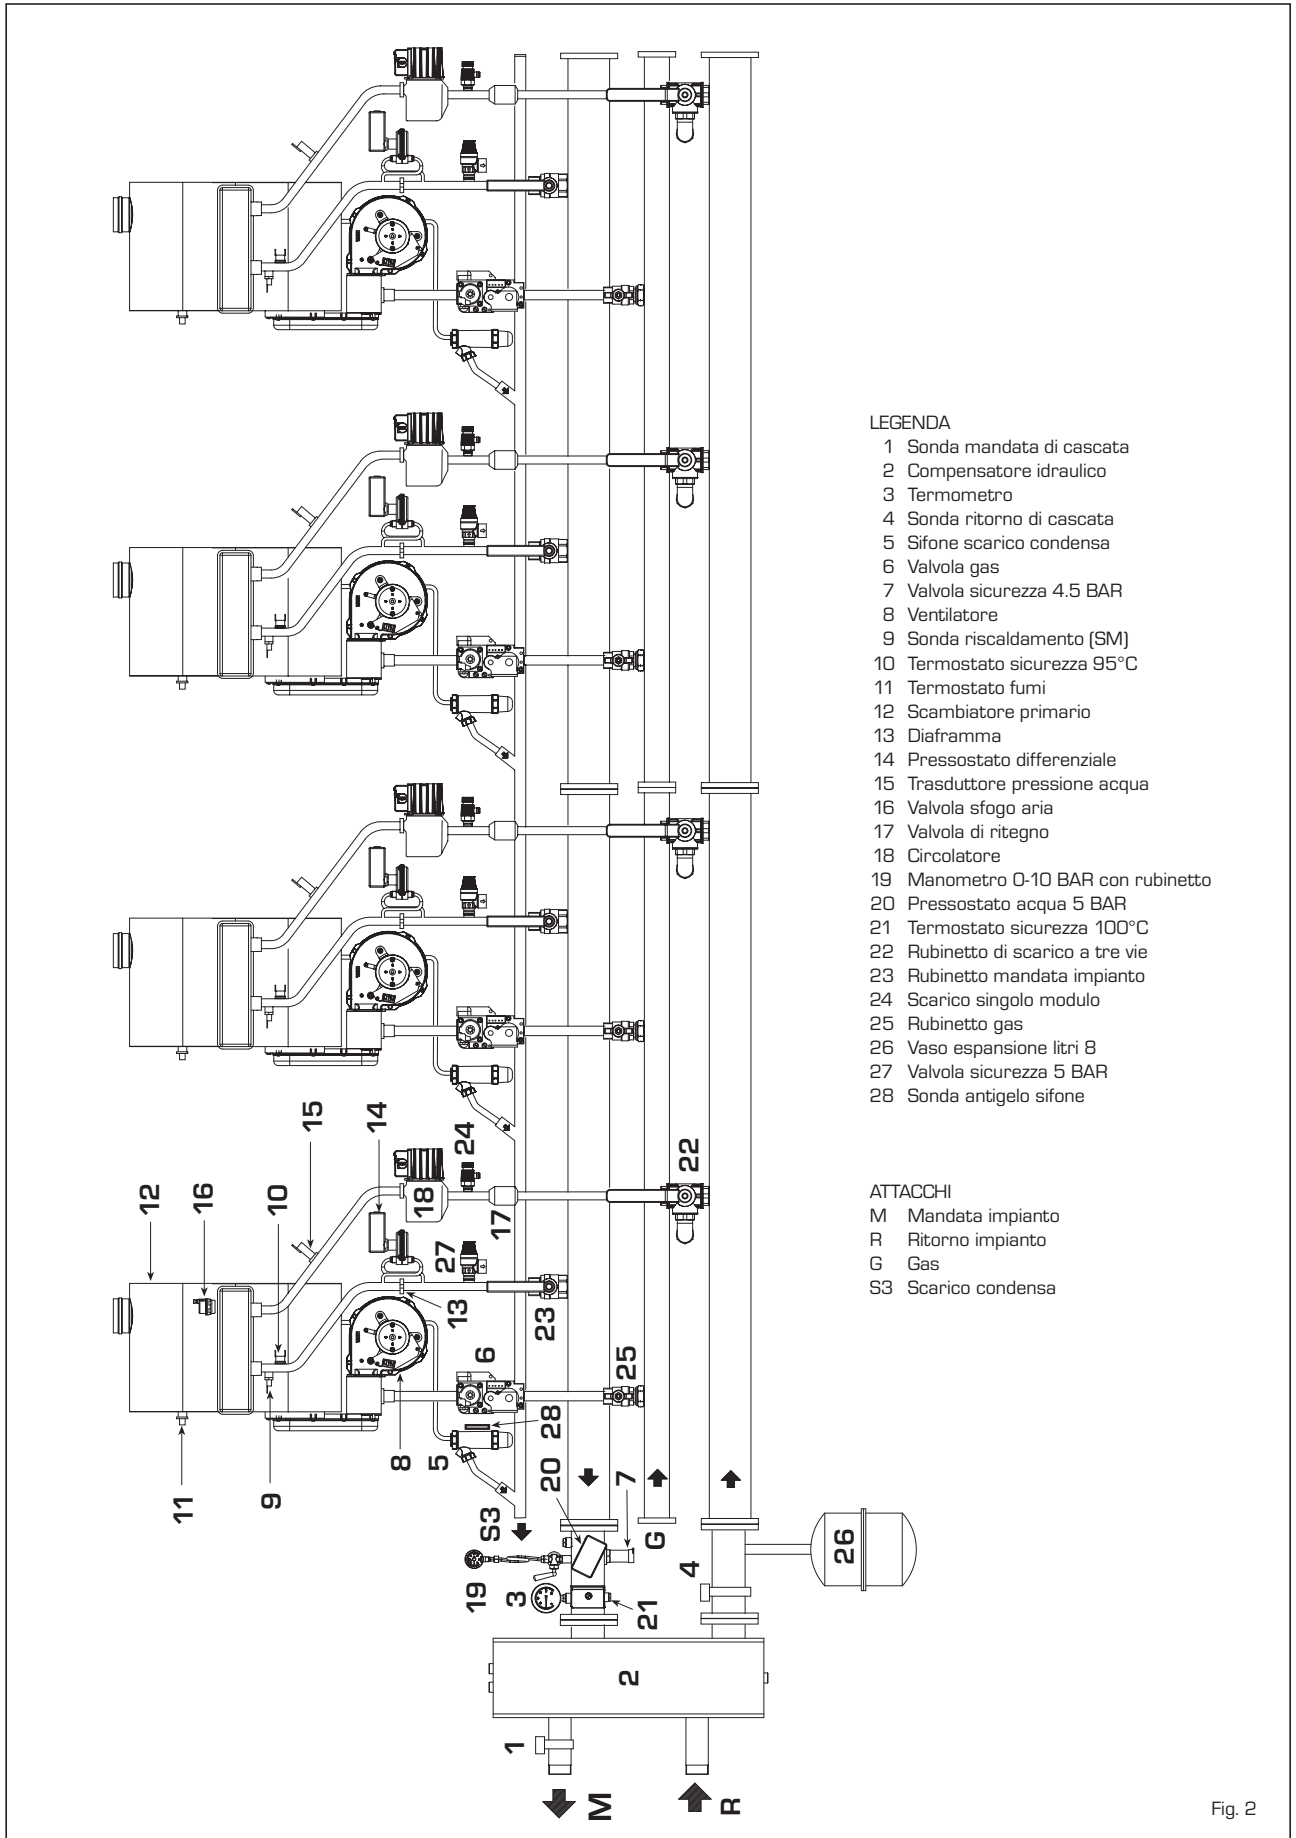 12
16
10
15
14
18
24
17
22
27
13
23
6
25
28
20
7
11
9
8
5
S3
G
19
3
21
4
26
2
1
M
R
LEGENDA
1 Sonda mandata di cascata
2 Compensatore idraulico
3 Termometro
4 Sonda ritorno di cascata
5 Sifone scarico condensa
6 Valvola gas
7 Valvola sicurezza 4.5 BAR
8 Ventilatore
9 Sonda riscaldamento (SM)
10 Termostato sicurezza 95°C
11 Termostato fumi
12 Scambiatore primario
13 Diaframma
14 Pressostato differenziale
15 Trasduttore pressione acqua
16 Valvola sfogo aria
17 Valvola di ritegno
18 Circolatore
19 Manometro 0-10 BAR con rubinetto
20 Pressostato acqua 5 BAR
21 Termostato sicurezza 100°C
22 Rubinetto di scarico a tre vie
23 Rubinetto mandata impianto
24 Scarico singolo modulo
25 Rubinetto gas
26 Vaso espansione litri 8
27 Valvola sicurezza 5 BAR
28 Sonda antigelo sifone
ATTACCHI
M Mandata impianto
R Ritorno impianto
G Gas
S3 Scarico condensa
Fig. 2